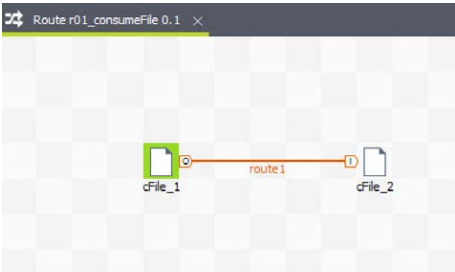 Route r01_consumeFile 0.1
O
route1
I
cFile_1
cFile_2